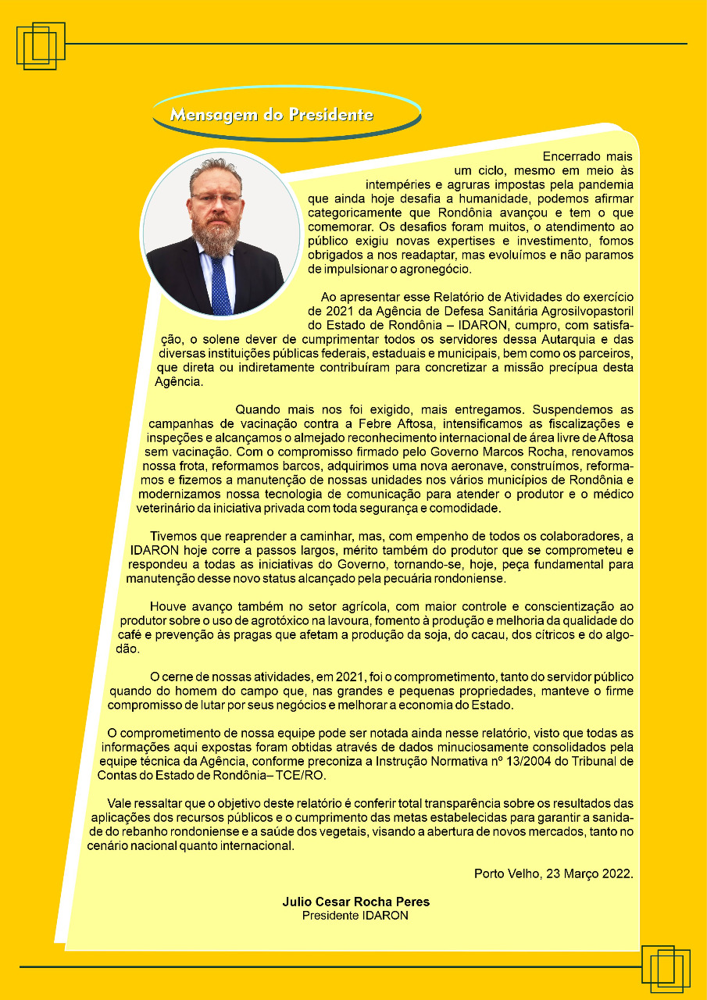 Mensagem do Presidente
Encerrado mais
um ciclo, mesmo em meio às
intempéries e agruras impostas pela pandemia
que ainda hoje desafia a humanidade, podemos afirmar
categoricamente que Rondônia avançou e tem o que
comemorar. Os desafios foram muitos, o atendimento ao
público exigiu novas expertises e investimento, fomos
obrigados a nos readaptar, mas evoluímos e não paramos
de impulsionar o agronegócio.
Ao apresentar esse Relatório de Atividades do exercício
de 2021 da Agência de Defesa Sanitária Agrosilvopastoril
do Estado de Rondônia – IDARON, cumpro, com satisfa-
ção, o solene dever de cumprimentar todos os servidores dessa Autarquia e das
diversas instituições públicas federais, estaduais e municipais, bem como os parceiros,
que direta ou indiretamente contribuíram para concretizar a missão precípua desta
Agência.
Quando mais nos foi exigido, mais entregamos. Suspendemos as
campanhas de vacinação contra a Febre Aftosa, intensificamos as fiscalizações e
inspeções e alcançamos o almejado reconhecimento internacional de área livre de Aftosa
sem vacinação. Com o compromisso firmado pelo Governo Marcos Rocha, renovamos
nossa frota, reformamos barcos, adquirimos uma nova aeronave, construímos, reforma-
mos e fizemos a manutenção de nossas unidades nos vários municípios de Rondônia e
modernizamos nossa tecnologia de comunicação para atender o produtor e o médico
veterinário da iniciativa privada com toda segurança e comodidade.
Tivemos que reaprender a caminhar, mas, com empenho de todos os colaboradores, a
IDARON hoje corre a passos largos, mérito também do produtor que se comprometeu e
respondeu a todas as iniciativas do Governo, tornando-se, hoje, peça fundamental para
manutenção desse novo status alcançado pela pecuária rondoniense.
Houve avanço também no setor agrícola, com maior controle e conscientização ao
produtor sobre o uso de agrotóxico na lavoura, fomento à produção e melhoria da qualidade do
café e prevenção às pragas que afetam a produção da soja, do cacau, dos cítricos e do algo-
dão.
O cerne de nossas atividades, em 2021, foi o comprometimento, tanto do servidor público
quando do homem do campo que, nas grandes e pequenas propriedades, manteve o firme
compromisso de lutar por seus negócios e melhorar a economia do Estado.
O comprometimento de nossa equipe pode ser notada ainda nesse relatório, visto que todas as
informações aqui expostas foram obtidas através de dados minuciosamente consolidados pela
equipe técnica da Agência, conforme preconiza a Instrução Normativa nº 13/2004 do Tribunal de
Contas do Estado de Rondônia– TCE/RO.
Vale ressaltar que o objetivo deste relatório é conferir total transparência sobre os resultados das
aplicações dos recursos públicos e o cumprimento das metas estabelecidas para garantir a sanida-
de do rebanho rondoniense e a saúde dos vegetais, visando a abertura de novos mercados, tanto no
cenário nacional quanto internacional.
Porto Velho, 23 Março 2022.
Julio Cesar Rocha Peres
Presidente IDARON